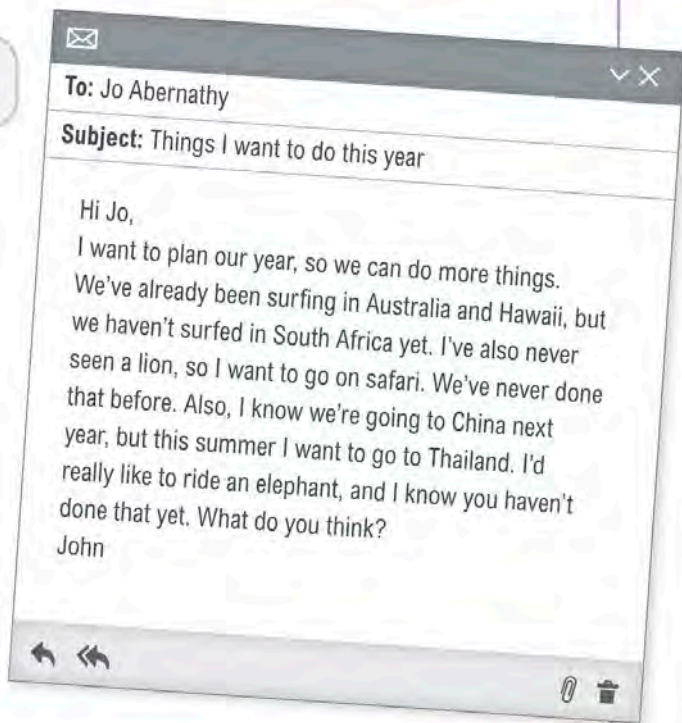 To: Jo Abernathy
Subject: Things I want to do this year
Hi Jo,
I want to plan our year, so we can do more things.
We've already been surfing in Australia and Hawaii, but
we haven't surfed in South Africa yet. I've also never
seen a lion, so I want to go on safari. We've never done
that before. Also, I know we're going to China next
year, but this summer I want to go to Thailand. I'd
really like to ride an elephant, and I know you haven't
done that yet. What do you think?
John